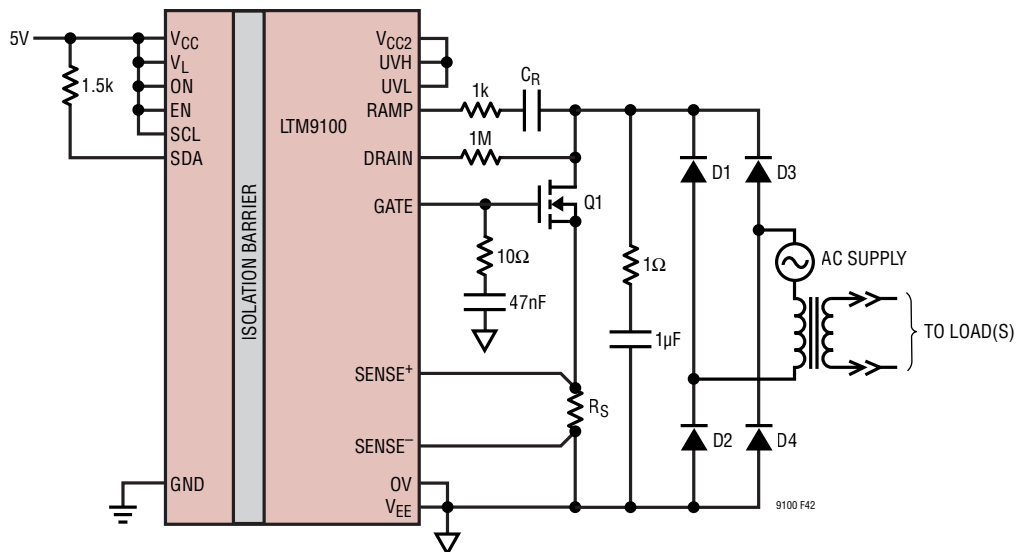 5V
1.5k
VCC
VL
ON
EN
SCL
SDA
GND
ISOLATION BARRIER
LTM9100
VCC2
UVH
UVL
RAMP
DRAIN
GATE
SENSE+
SENSE−
OV
VEE
1k
CR
1M
Q1
10Ω
47nF
RS
1Ω
1µF
D1
D3
D2
D4
AC SUPPLY
TO LOAD(S)
9100 F42